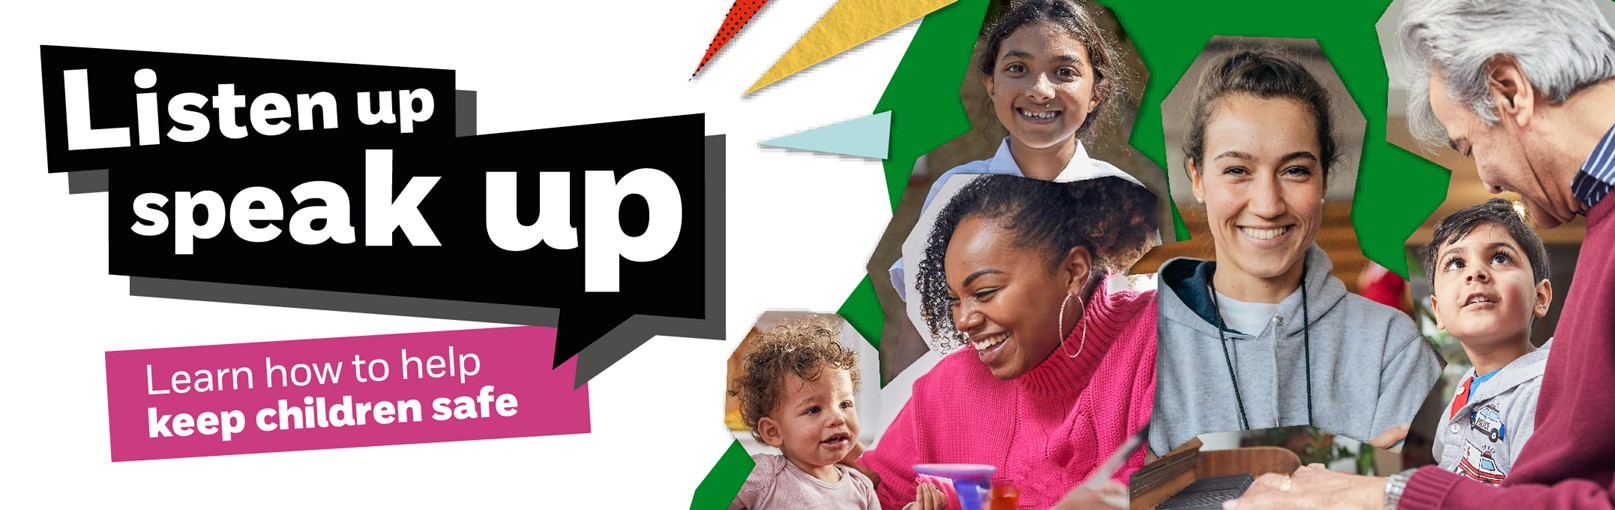 Listen up
speak up
Learn how to help
keep children safe